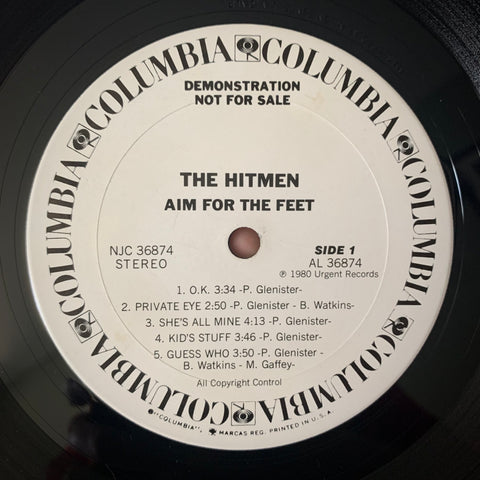 COLUMBIA COLUMBIA COLUMBIA COLUMBIA COLUMBIA COLUMBIA COLUMBIA COLUMBIA
DEMONSTRATION
NOT FOR SALE
THE HITMEN
AIM FOR THE FEET
NJC 36874
STEREO
SIDE 1
AL 36874
℗ 1980 Urgent Records
1. O.K. 3:34 -P. Glenister-
2. PRIVATE EYE 2:50 -P. Glenister - B. Watkins-
3. SHE'S ALL MINE 4:13 -P. Glenister-
4. KID'S STUFF 3:46 -P. Glenister-
5. GUESS WHO 3:50 -P. Glenister-
B. Watkins - M. Gaffey-
All Copyright Control
"COLUMBIA", MARCAS REG. PRINTED IN U.S.A.